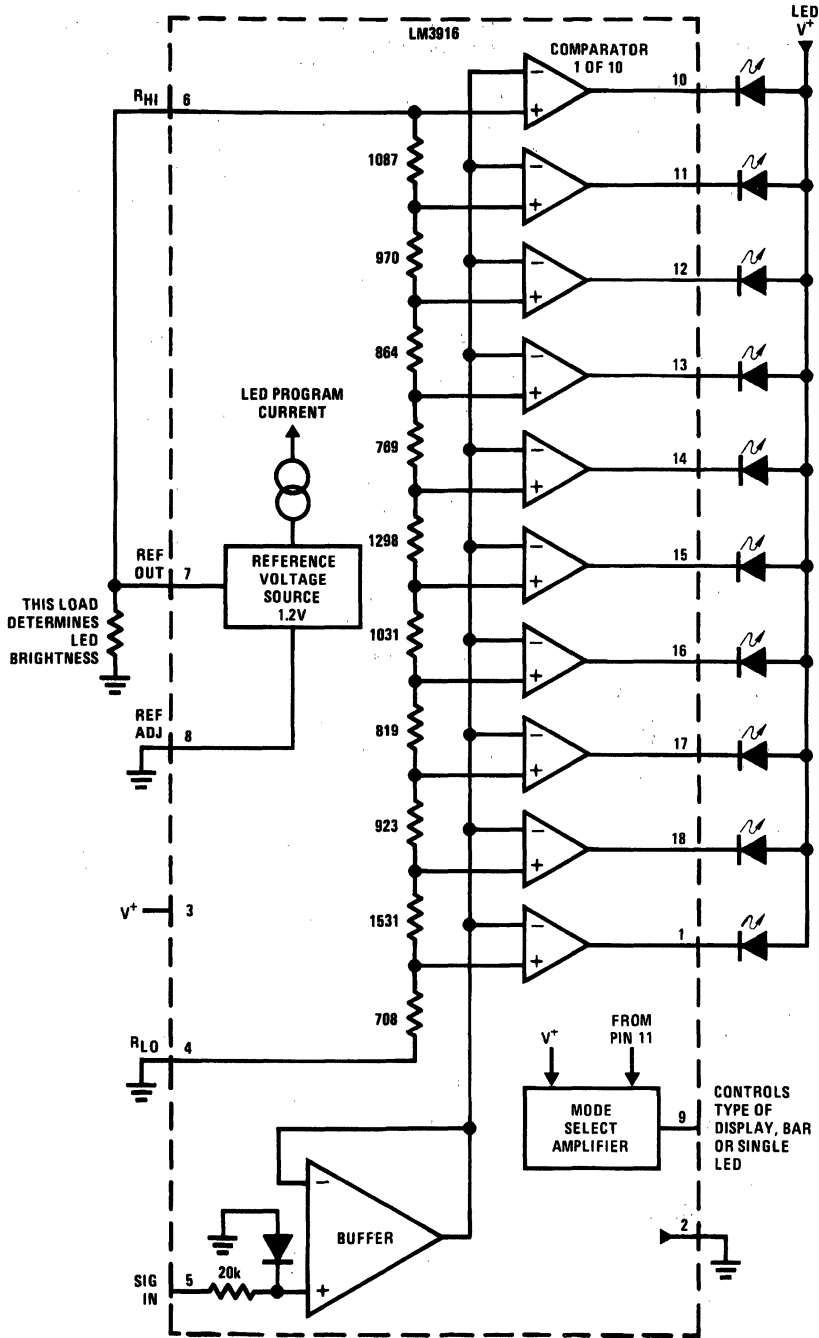 LED
V+
LM3916
COMPARATOR
1 OF 10
−
+
10
RHI
6
1087
−
+
11
970
−
+
12
864
−
+
13
LED PROGRAM
CURRENT
769
−
+
14
1298
−
+
15
REF
OUT
7
REFERENCE
VOLTAGE
SOURCE
1.2V
THIS LOAD
DETERMINES
LED
BRIGHTNESS
1031
−
+
16
REF
ADJ
8
819
−
+
17
923
−
+
18
V+
3
1531
−
+
1
708
RLO
4
V+
FROM
PIN 11
MODE
SELECT
AMPLIFIER
9
CONTROLS
TYPE OF
DISPLAY, BAR
OR SINGLE
LED
−
BUFFER
+
2
SIG
IN
5
20k